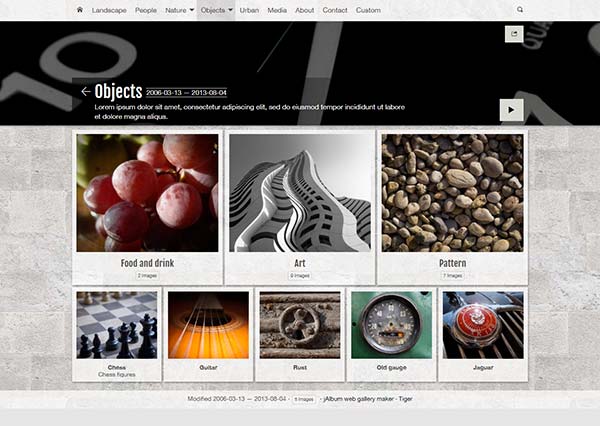 Landscape People Nature Objects Urban Media About Contact Custom
10
QUA
Objects 2006-03-13 — 2013-08-04
Lorem ipsum dolor sit amet, consectetur adipiscing elit, sed do eiusmod tempor incididunt ut labore
et dolore magna aliqua.
Food and drink Art Pattern
2 images 9 images 7 images
Chess Guitar Rust Old gauge Jaguar
Chess figures
Modified 2006-03-13 — 2013-08-04 · 5 images · jAlbum web gallery maker · Tiger